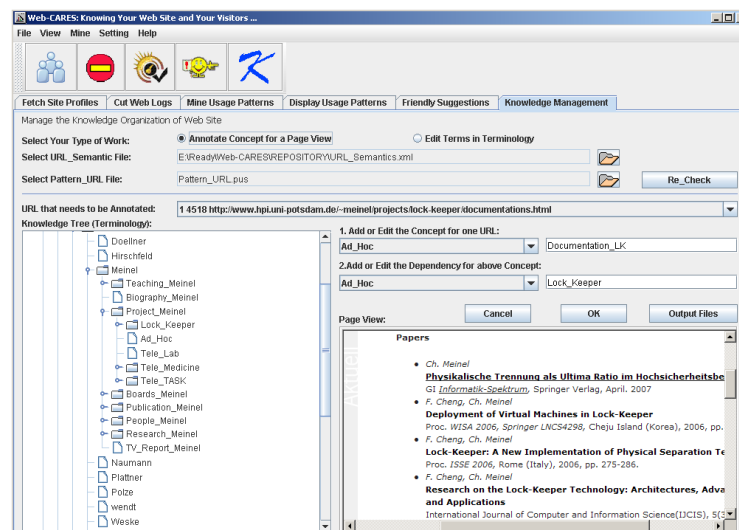 Web-CARES: Knowing Your Web Site and Your Visitors ...
File View Mine Setting Help
Fetch Site Profiles Cut Web Logs Mine Usage Patterns Display Usage Patterns Friendly Suggestions Knowledge Management
Manage the Knowledge Organization of Web Site
Select Your Type of Work: Annotate Concept for a Page View Edit Terms in Terminology
Select URL_Semantic File: E:\Ready\Web-CARES\REPOSITORY\URL_Semantics.xml
Select Pattern_URL File: Pattern_URL.pus Re_Check
URL that needs to be Annotated: 1 4518 http://www.hpi.uni-potsdam.de/~meinel/projects/lock-keeper/documentations.html
Knowledge Tree (Terminology):
Doellner
Hirschfeld
Meinel
Teaching_Meinel
Biography_Meinel
Project_Meinel
Lock_Keeper
Ad_Hoc
Tele_Lab
Tele_Medicine
Tele_TASK
Boards_Meinel
Publication_Meinel
People_Meinel
Research_Meinel
TV_Report_Meinel
Naumann
Plattner
Polze
wendt
Weske
1. Add or Edit the Concept for one URL:
Ad_Hoc Documentation_LK
2.Add or Edit the Dependency for above Concept:
Ad_Hoc Lock_Keeper
Page View: Cancel OK Output Files
Aktuell
Papers
Ch. Meinel
Physikalische Trennung als Ultima Ratio im Hochsicherheitsbe
GI Informatik-Spektrum, Springer Verlag, April. 2007
F. Cheng, Ch. Meinel
Deployment of Virtual Machines in Lock-Keeper
Proc. WISA 2006, Springer LNCS4298, Cheju Island (Korea), 2006, pp.
F. Cheng, Ch. Meinel
Lock-Keeper: A New Implementation of Physical Separation Te
Proc. ISSE 2006, Rome (Italy), 2006, pp. 275-286.
F. Cheng, Ch. Meinel
Research on the Lock-Keeper Technology: Architectures, Adva
and Applications
International Journal of Computer and Information Science(IJCIS), 5(3